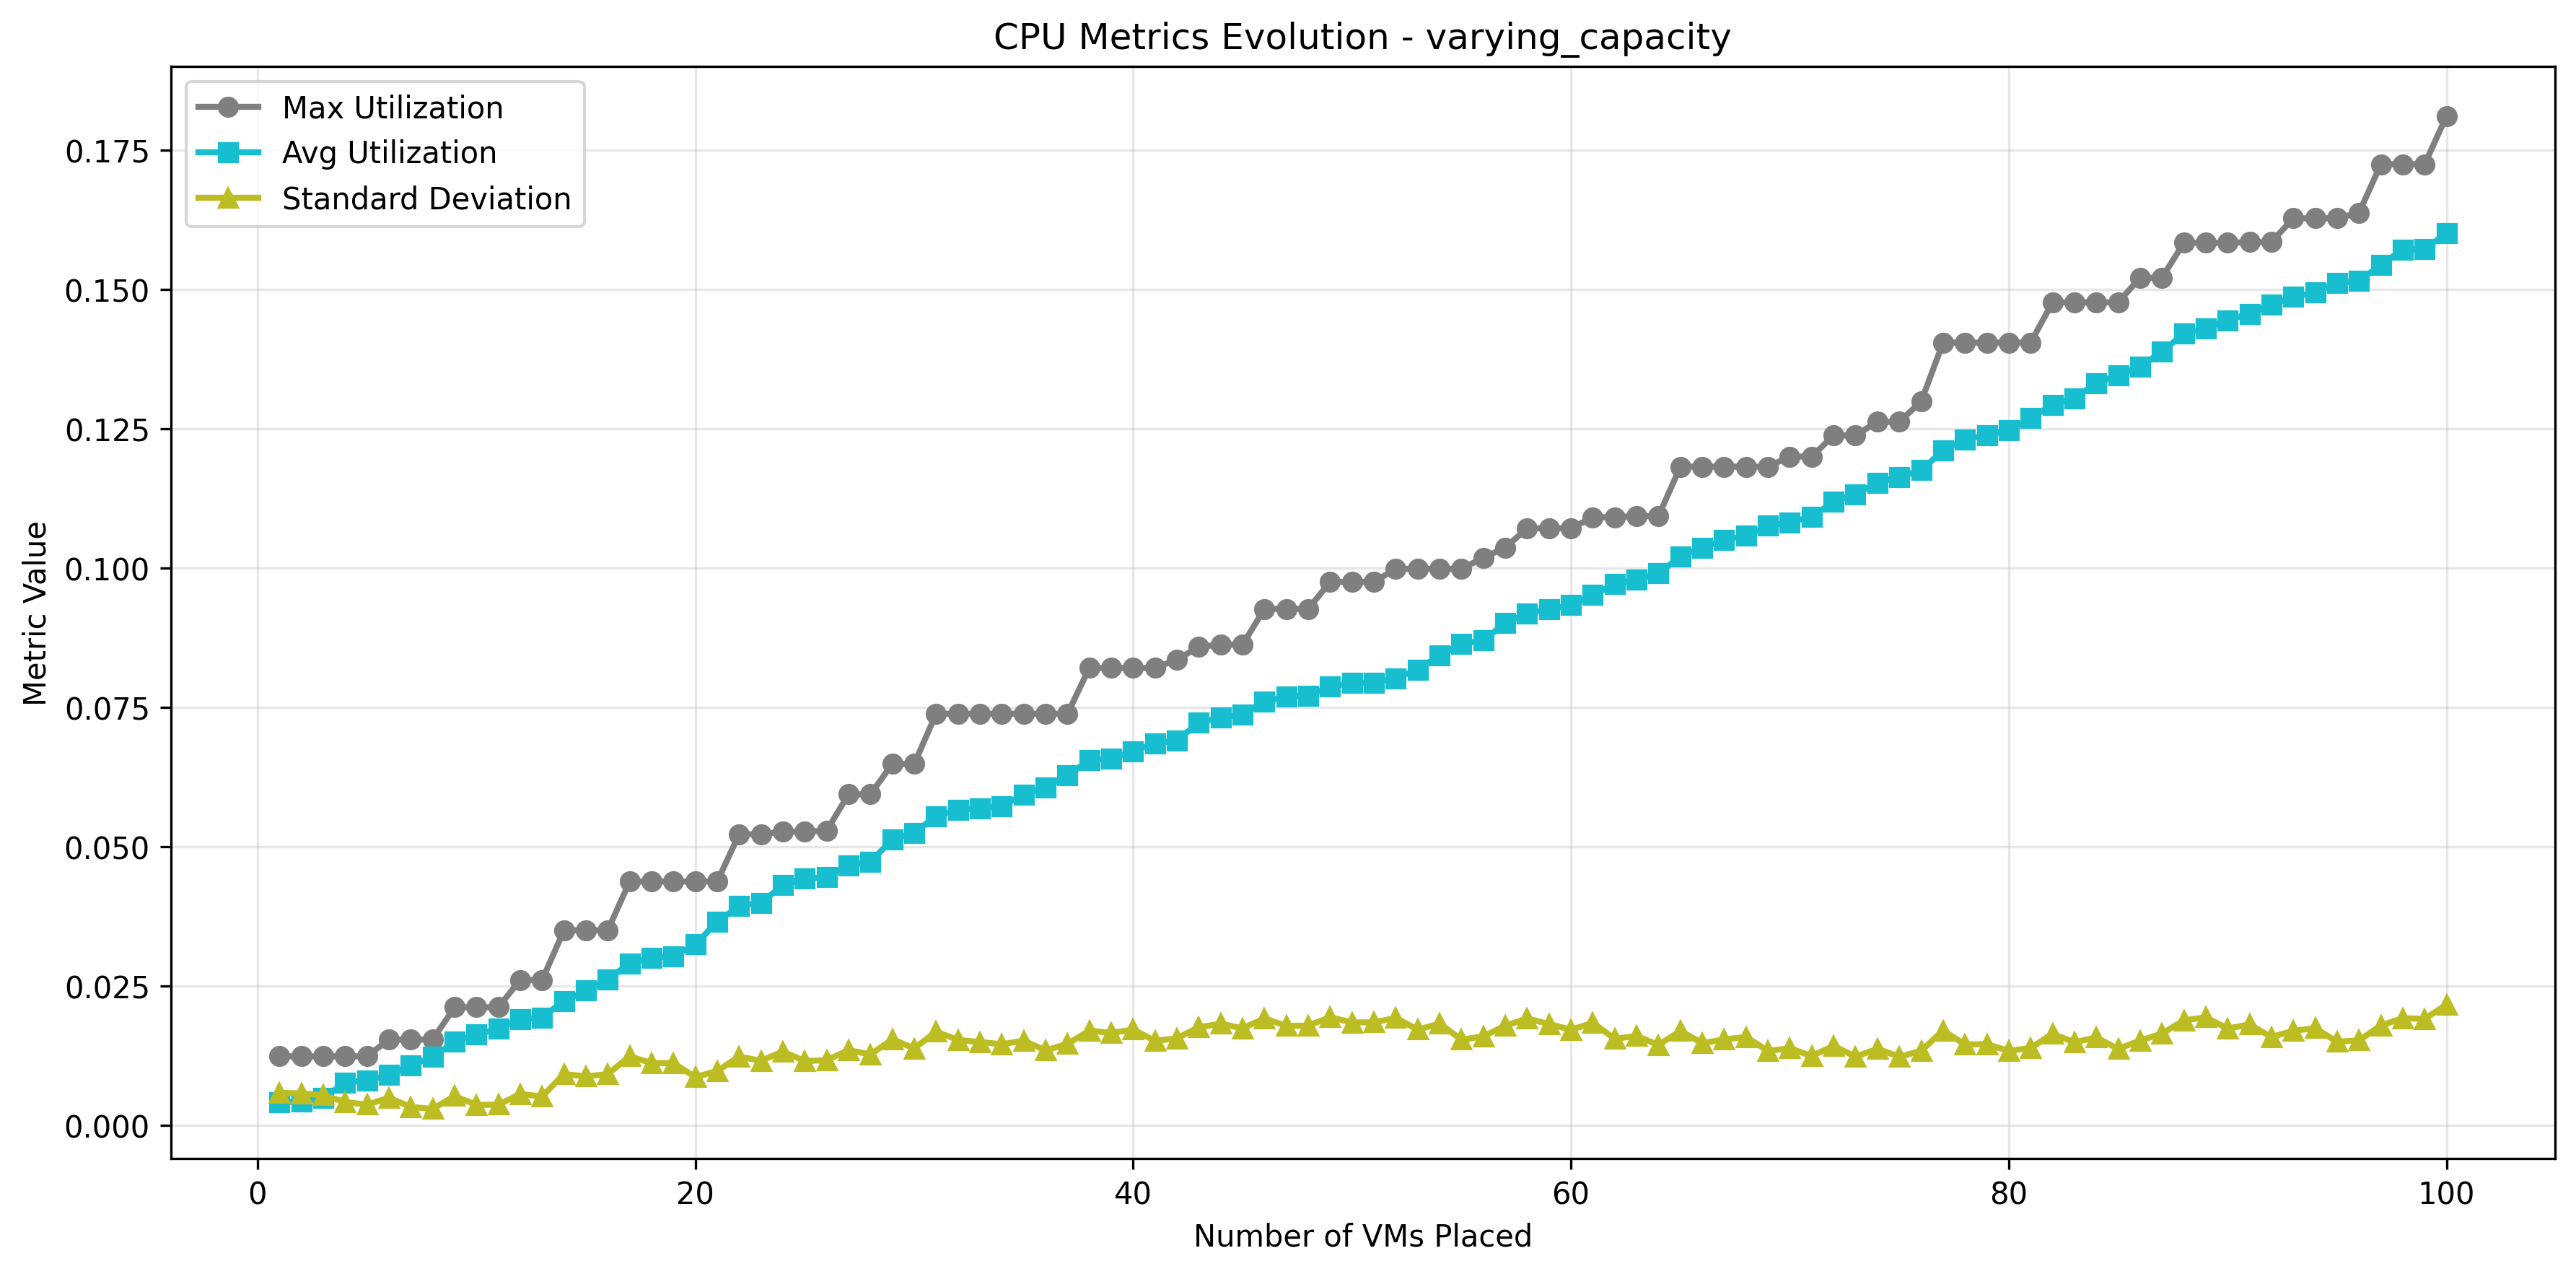 CPU Metrics Evolution - varying_capacity
Max Utilization
Avg Utilization
Standard Deviation
Metric Value
0.175
0.150
0.125
0.100
0.075
0.050
0.025
0.000
0 20 40 60 80 100
Number of VMs Placed